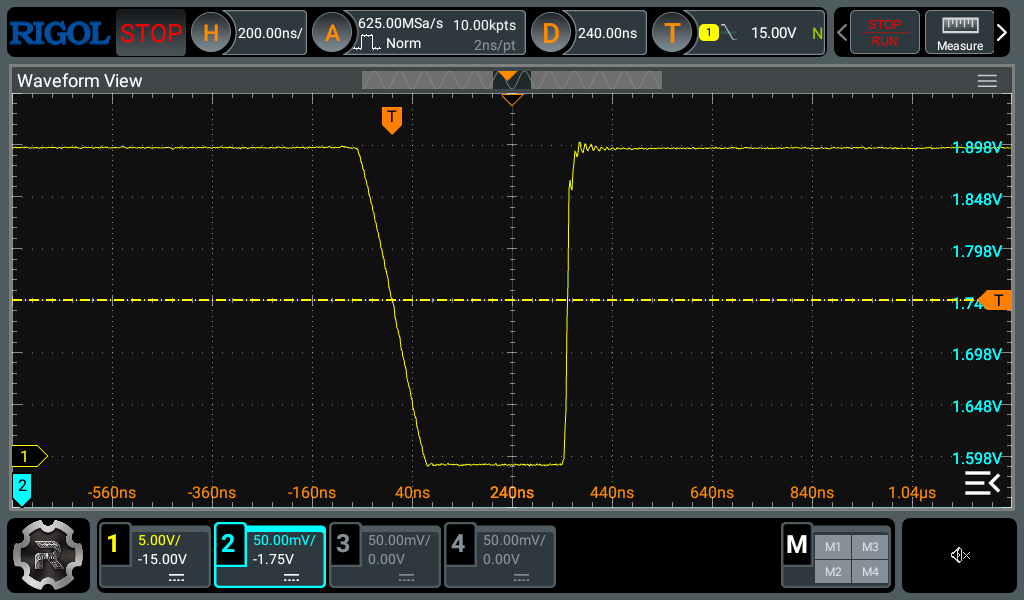 RIGOL STOP H 200.00ns/ A 625.00MSa/s 10.00kpts D 240.00ns T 1 15.00V N STOP
Norm 2ns/pt RUN Measure
Waveform View
T
1.898V
1.848V
1.798V
1.74 T
1.698V
1.648V
1 1.598V
2
-560ns -360ns -160ns 40ns 240ns 440ns 640ns 840ns 1.04µs
1 5.00V/ 2 50.00mV/ 3 50.00mV/ 4 50.00mV/ M M1 M3
-15.00V -1.75V 0.00V 0.00V M2 M4